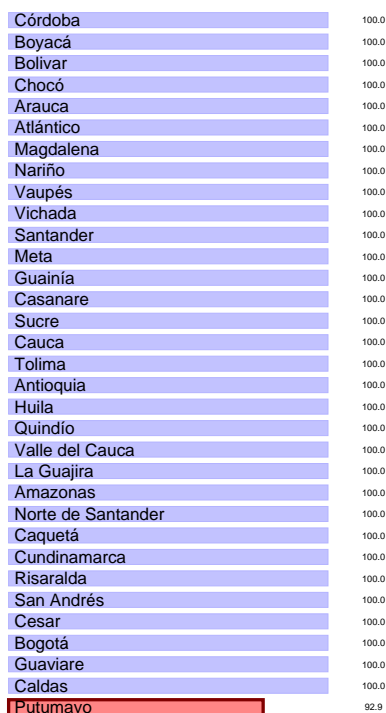 Córdoba 100.0
Boyacá 100.0
Bolivar 100.0
Chocó 100.0
Arauca 100.0
Atlántico 100.0
Magdalena 100.0
Nariño 100.0
Vaupés 100.0
Vichada 100.0
Santander 100.0
Meta 100.0
Guainía 100.0
Casanare 100.0
Sucre 100.0
Cauca 100.0
Tolima 100.0
Antioquia 100.0
Huila 100.0
Quindío 100.0
Valle del Cauca 100.0
La Guajira 100.0
Amazonas 100.0
Norte de Santander 100.0
Caquetá 100.0
Cundinamarca 100.0
Risaralda 100.0
San Andrés 100.0
Cesar 100.0
Bogotá 100.0
Guaviare 100.0
Caldas 100.0
Putumayo 92.9